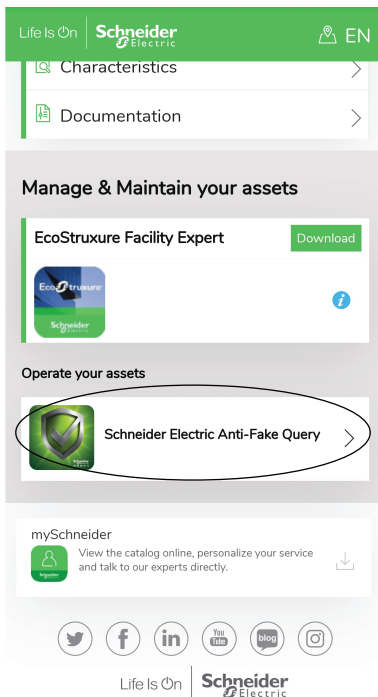 Life Is On Schneider Electric EN
Characteristics
Documentation
Manage & Maintain your assets
EcoStruxure Facility Expert Download
EcoStruxure
i
Schneider
Electric
Operate your assets
Schneider Electric Anti-Fake Query
mySchneider
View the catalog online, personalize your service
and talk to our experts directly.
Schneider
f in You Tube blog
Life Is On Schneider Electric